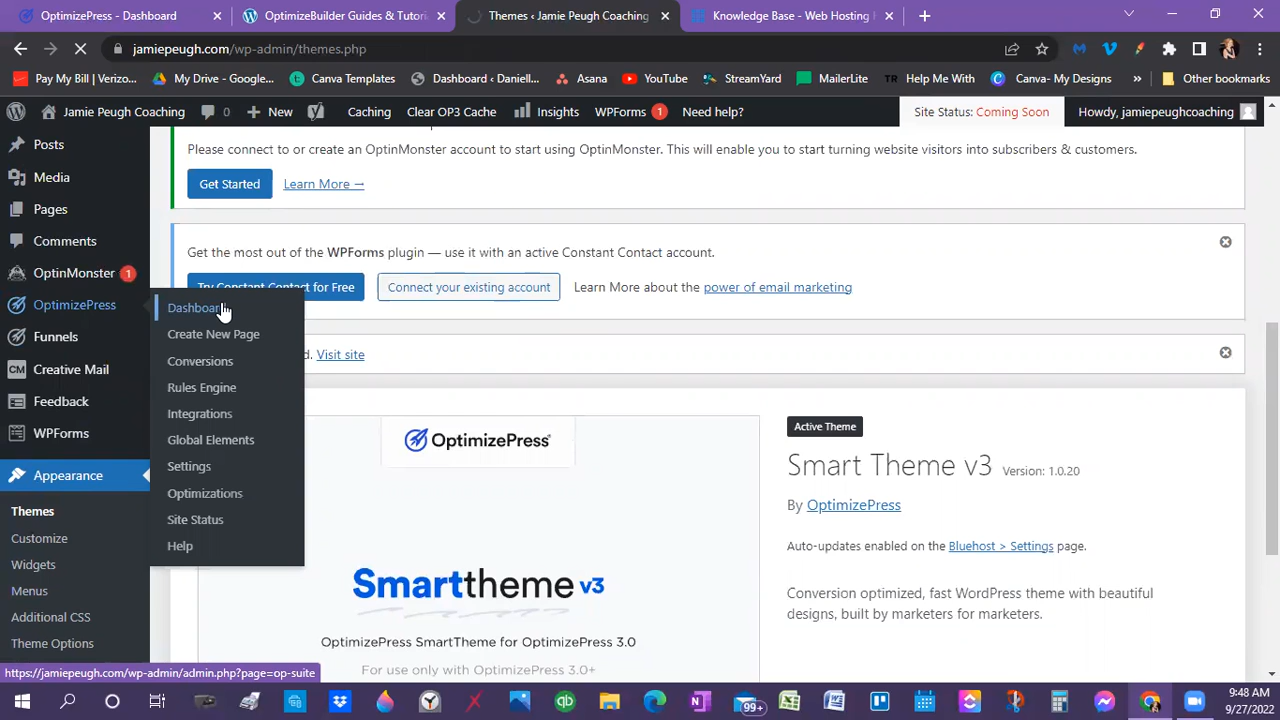 OptimizePress - Dashboard
OptimizeBuilder Guides & Tutori
Themes ‹ Jamie Peugh Coaching
Knowledge Base - Web Hosting H
jamiepeugh.com/wp-admin/themes.php
Pay My Bill | Verizo...
My Drive - Google...
Canva Templates
Dashboard ‹ Daniell...
Asana
YouTube
StreamYard
MailerLite
TR Help Me With
Canva- My Designs
»
Other bookmarks
Jamie Peugh Coaching
0
New
Caching
Clear OP3 Cache
Insights
WPForms 1
Need help?
Site Status: Coming Soon
Howdy, jamiepeughcoaching
Posts
Media
Pages
Comments
OptinMonster 1
OptimizePress
Funnels
CM Creative Mail
Feedback
WPForms
Appearance
Themes
Customize
Widgets
Menus
Additional CSS
Theme Options
Dashboard
Create New Page
Conversions
Rules Engine
Integrations
Global Elements
Settings
Optimizations
Site Status
Help
Please connect to or create an OptinMonster account to start using OptinMonster. This will enable you to start turning website visitors into subscribers & customers.
Get Started
Learn More →
Get the most out of the WPForms plugin — use it with an active Constant Contact account.
Try Constant Contact for Free
Connect your existing account
Learn More about the power of email marketing
d. Visit site
OptimizePress
Smarttheme v3
OptimizePress SmartTheme for OptimizePress 3.0
For use only with OptimizePress 3.0+
Active Theme
Smart Theme v3 Version: 1.0.20
By OptimizePress
Auto-updates enabled on the Bluehost > Settings page.
Conversion optimized, fast WordPress theme with beautiful
designs, built by marketers for marketers.
https://jamiepeugh.com/wp-admin/admin.php?page=op-suite
99+
9:48 AM
9/27/2022